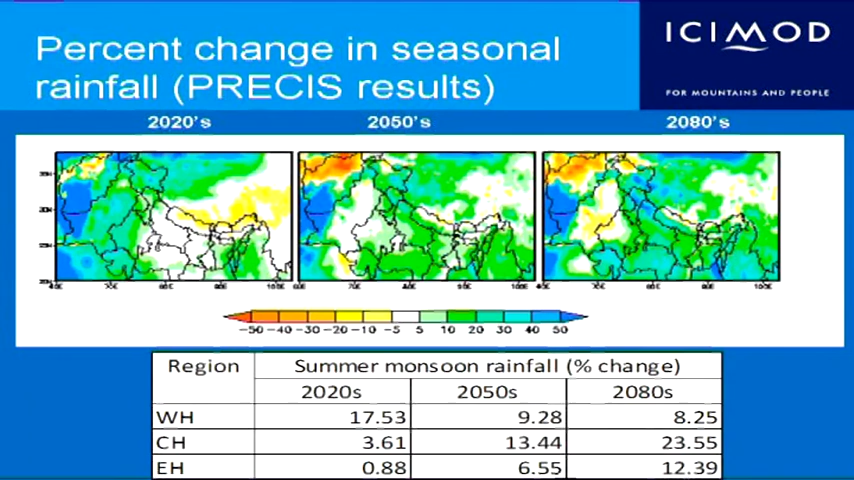 Percent change in seasonal
rainfall (PRECIS results)
ICIMOD
FOR MOUNTAINS AND PEOPLE
2020's 2050's 2080's
-50 -40 -30 -20 -10 -5 5 10 20 30 40 50
Region Summer monsoon rainfall (% change)
2020s 2050s 2080s
WH 17.53 9.28 8.25
CH 3.61 13.44 23.55
EH 0.88 6.55 12.39